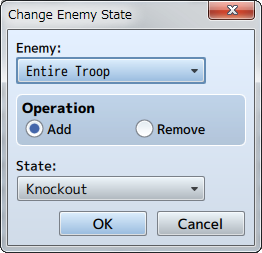 Change Enemy State
Enemy:
Entire Troop
Operation
Add Remove
State:
Knockout
OK Cancel